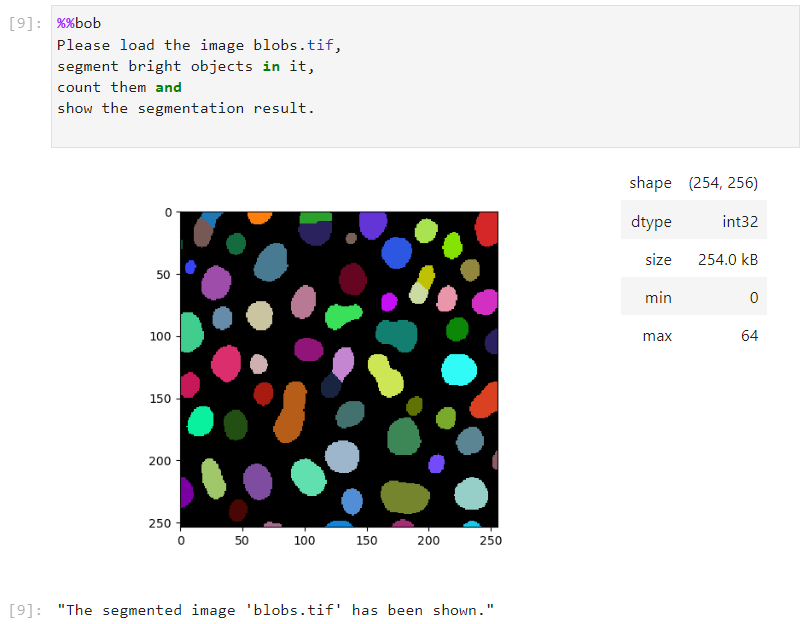 [9]: %%bob
Please load the image blobs.tif,
segment bright objects in it,
count them and
show the segmentation result.
shape (254, 256)
dtype int32
size 254.0 kB
min 0
max 64
0
50
100
150
200
250
0 50 100 150 200 250
[9]: "The segmented image 'blobs.tif' has been shown."